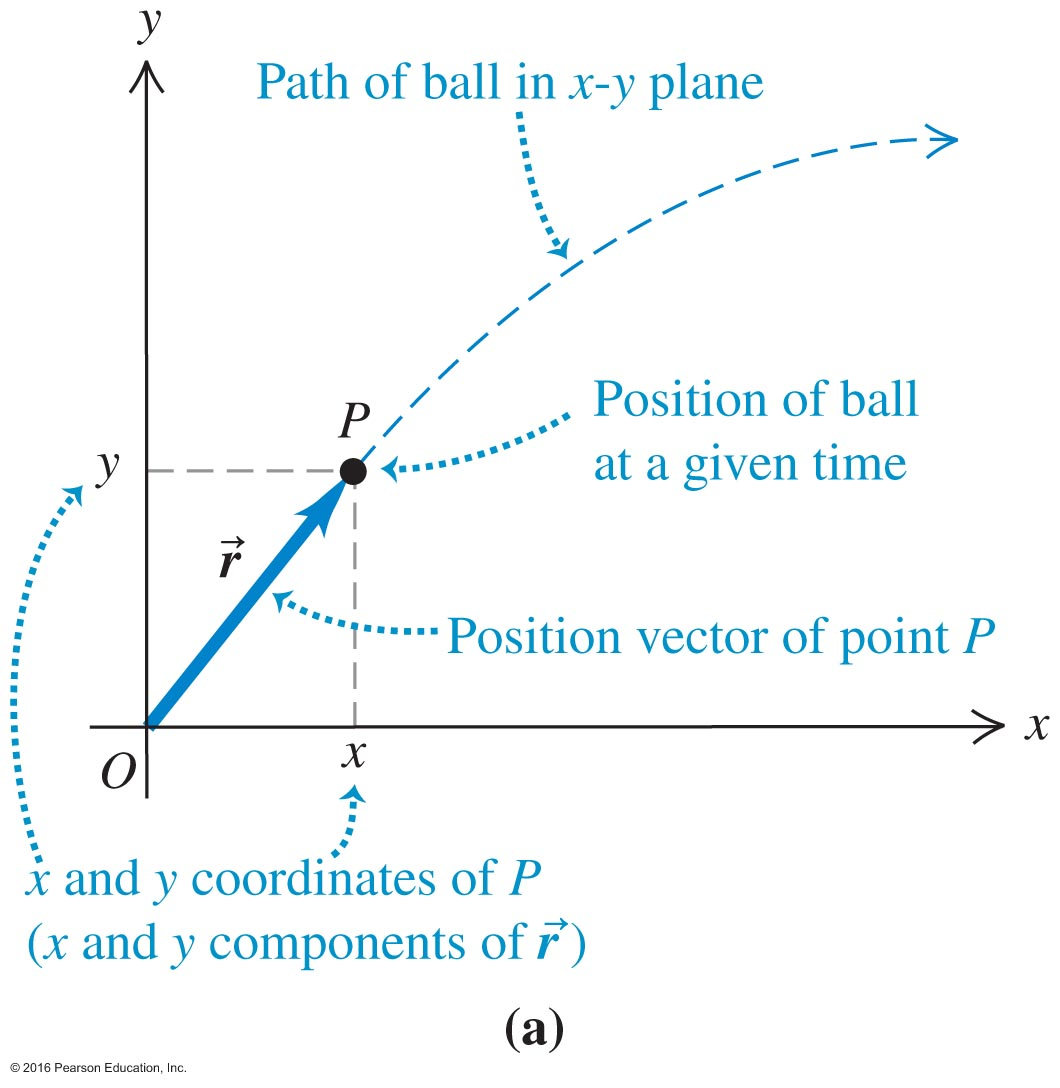 y
Path of ball in x-y plane
P
Position of ball
at a given time
y
r⃗
Position vector of point P
x
O
x
x and y coordinates of P
(x and y components of r⃗)
(a)
© 2016 Pearson Education, Inc.